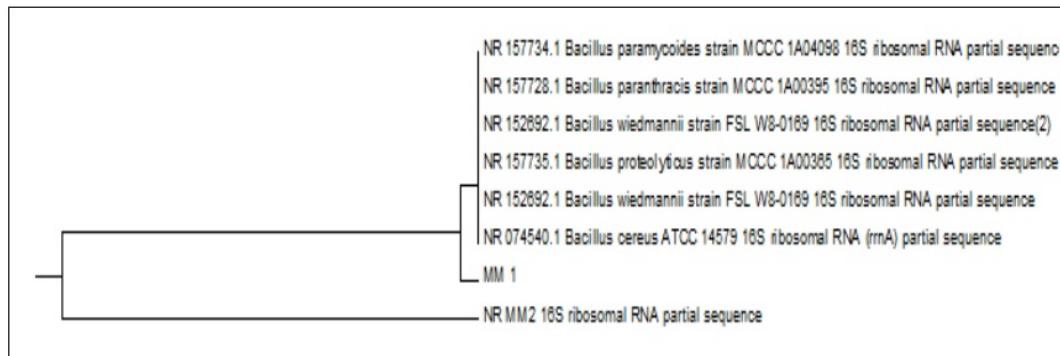 NR 157734.1 Bacillus paramycoides strain MCCC 1A04098 16S ribosomal RNA partial sequenc
NR 157728.1 Bacillus paranthracis strain MCCC 1A00395 16S ribosomal RNA partial sequence
NR 152692.1 Bacillus wiedmannii strain FSL W8-0169 16S ribosomal RNA partial sequence(2)
NR 157735.1 Bacillus proteolyticus strain MCCC 1A00365 16S ribosomal RNA partial sequence
NR 152692.1 Bacillus wiedmannii strain FSL W8-0169 16S ribosomal RNA partial sequence
NR 074540.1 Bacillus cereus ATCC 14579 16S ribosomal RNA (rrnA) partial sequence
MM 1
NR MM2 16S ribosomal RNA partial sequence